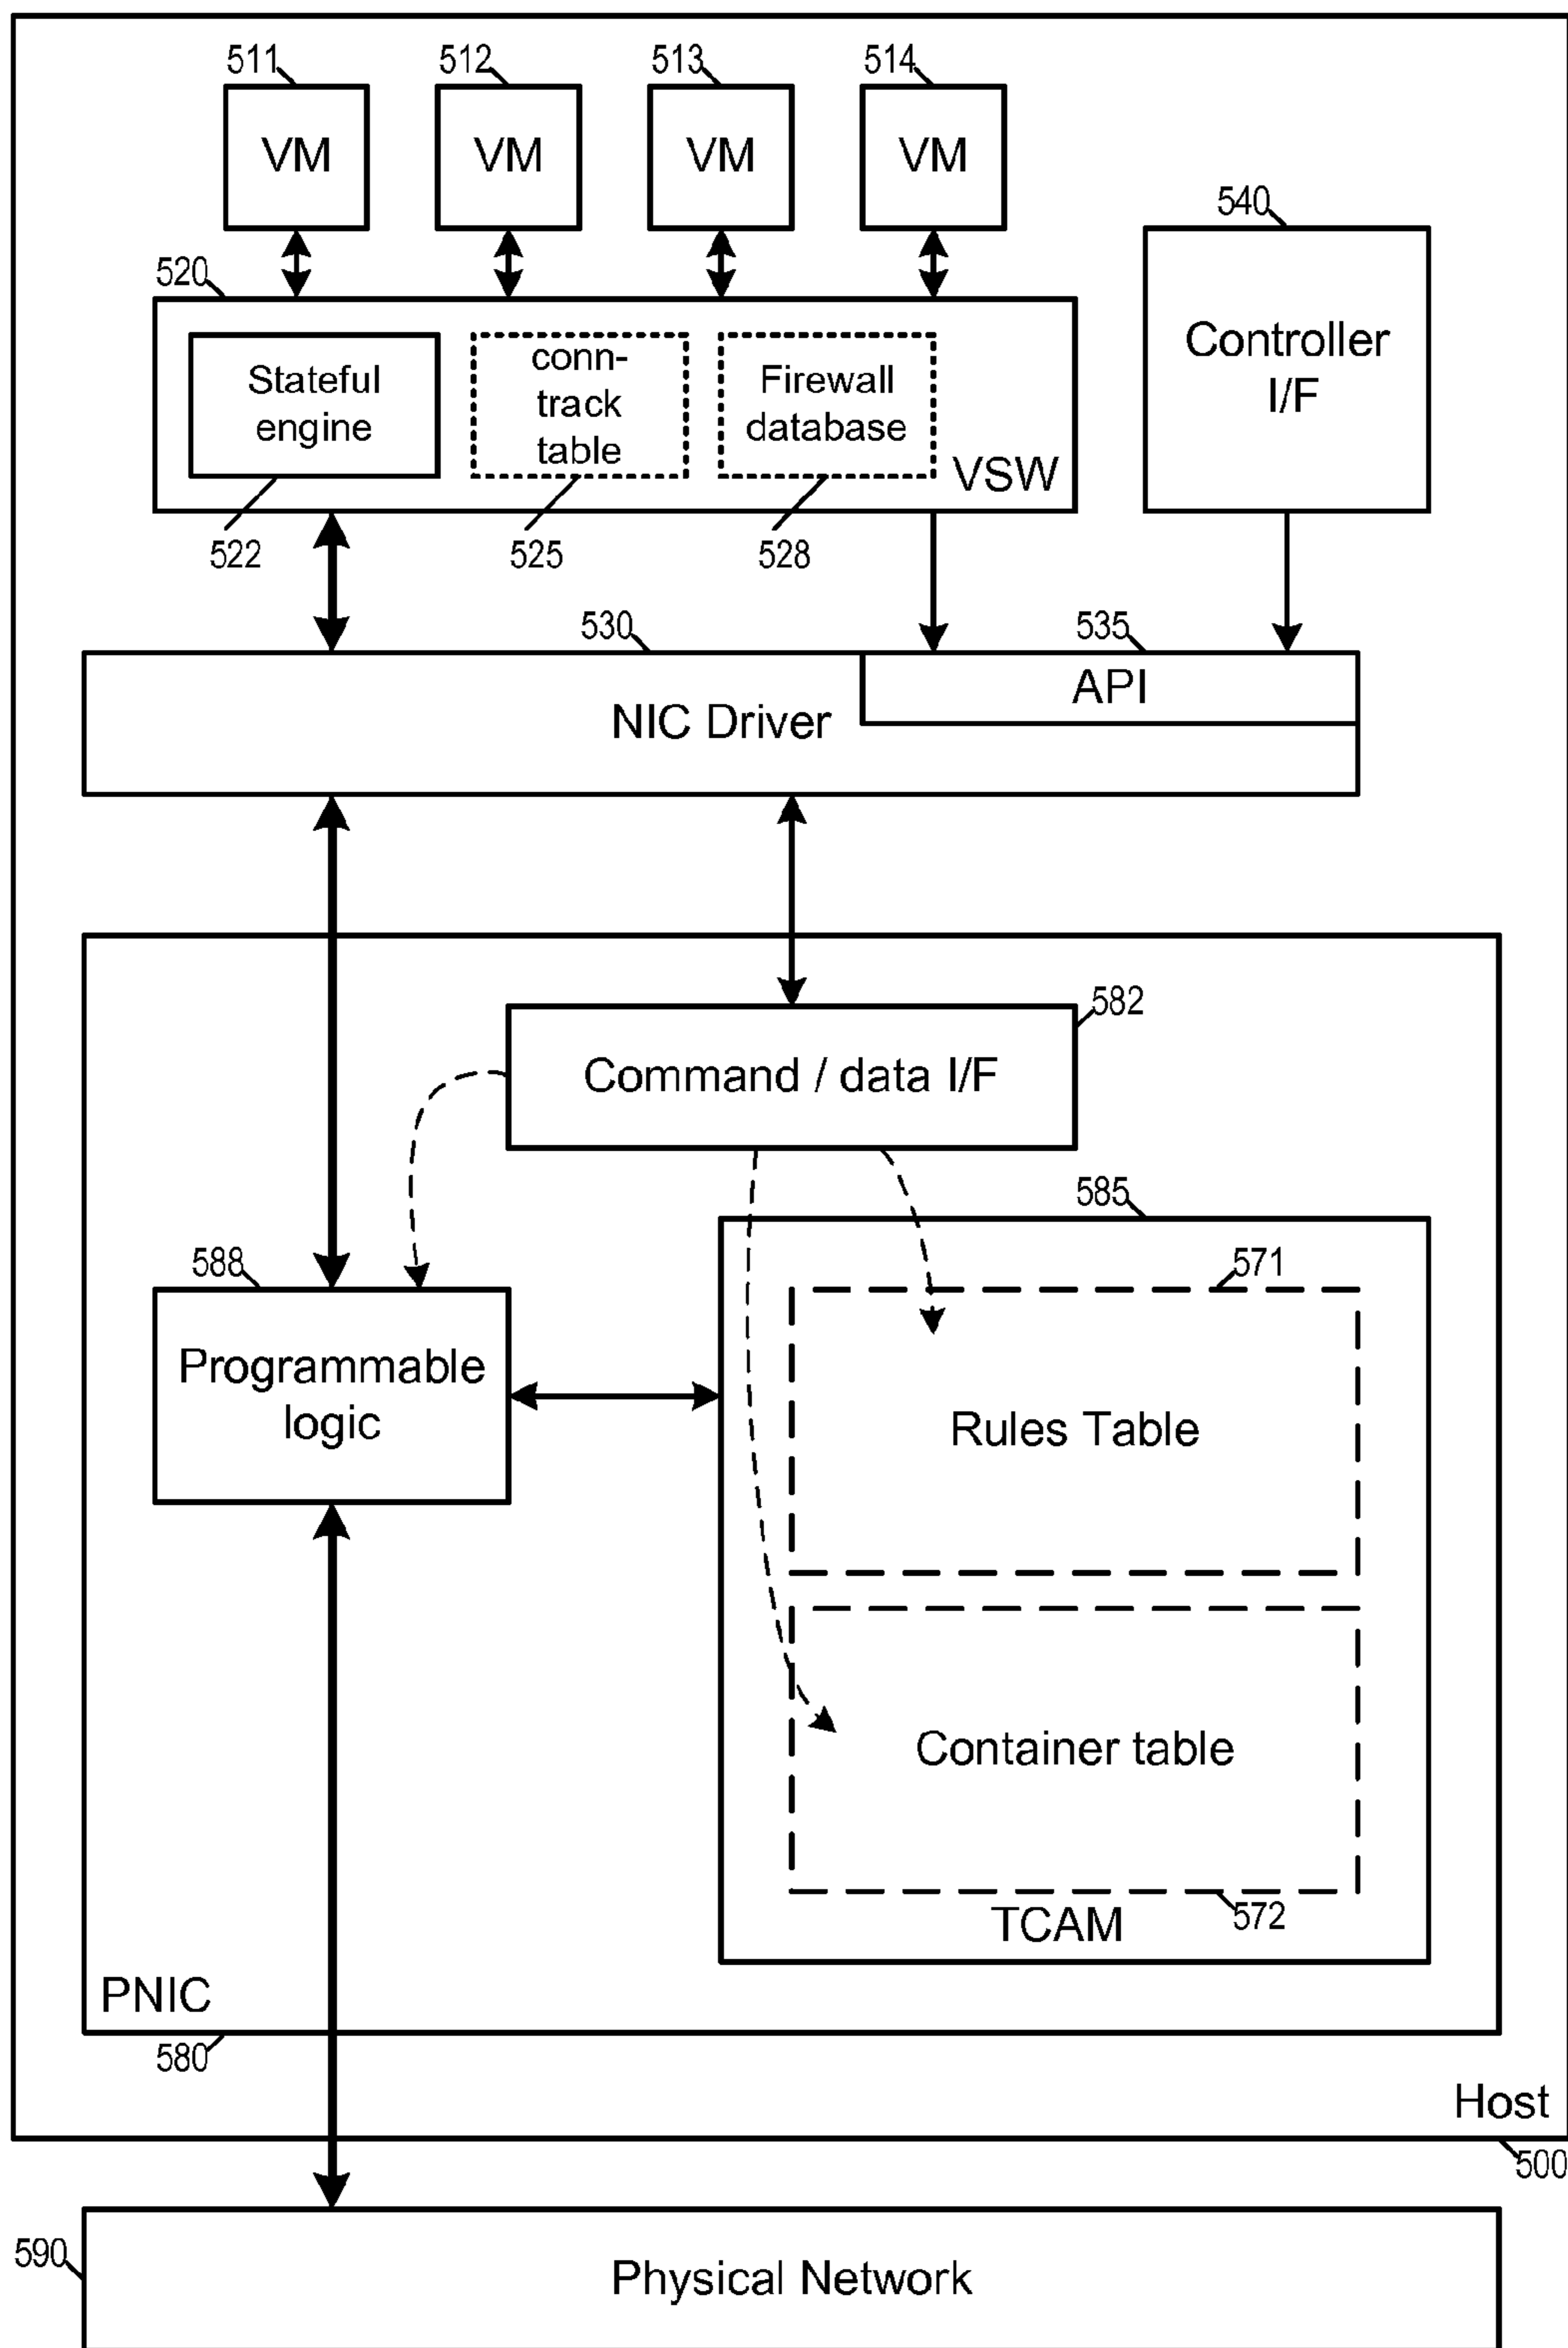 511
512
513
514
VM
VM
VM
VM
540
520
Controller
I/F
Stateful
engine
conn-
track
table
Firewall
database
VSW
522
525
528
530
535
API
NIC Driver
582
Command / data I/F
585
588
571
Programmable
logic
Rules Table
Container table
572
TCAM
PNIC
580
Host
500
590
Physical Network